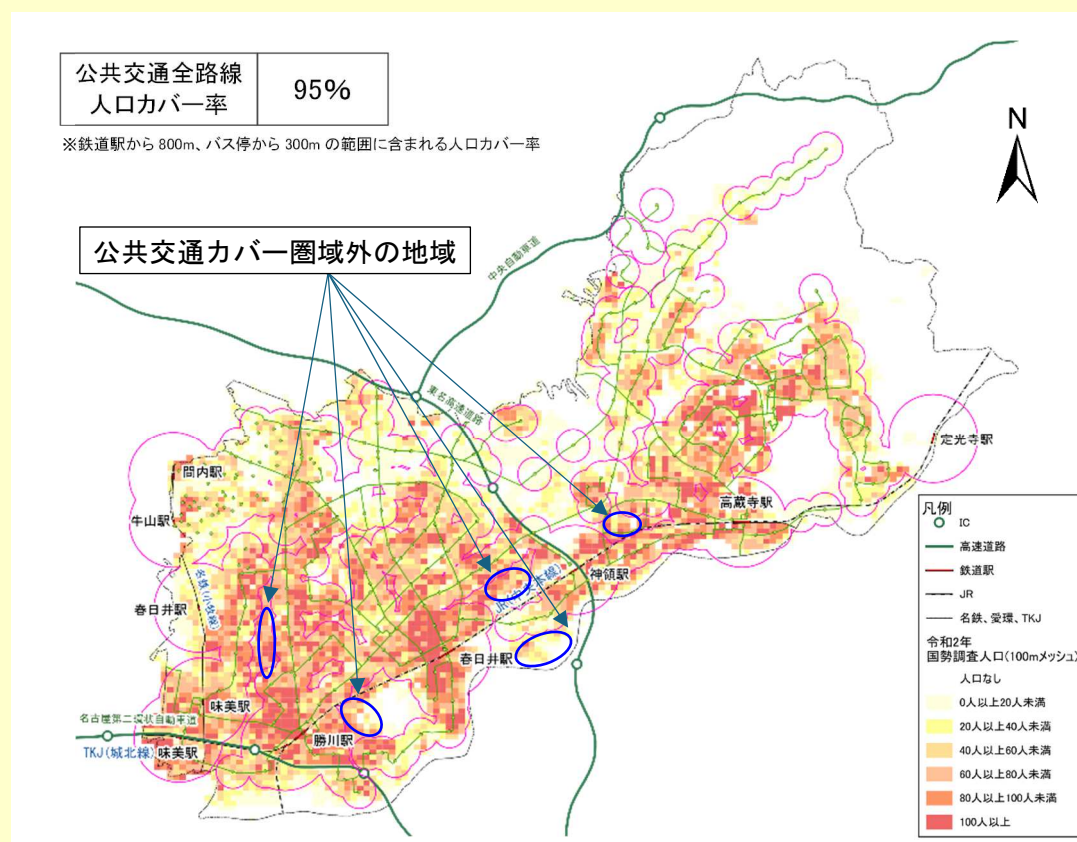 公共交通全路線
人口カバー率
95%
※鉄道駅から 800m、バス停から 300m の範囲に含まれる人口カバー率
N
公共交通カバー圏域外の地域
中央自動車道
東名高速道路
間内駅
牛山駅
名鉄(小牧線)
春日井駅
定光寺駅
高蔵寺駅
神領駅
JR(中央本線)
春日井駅
味美駅
名古屋第二環状自動車道
TKJ(城北線)
味美駅
勝川駅
凡例
IC
高速道路
鉄道駅
JR
名鉄、愛環、TKJ
令和2年
国勢調査人口(100mメッシュ)
人口なし
0人以上20人未満
20人以上40人未満
40人以上60人未満
60人以上80人未満
80人以上100人未満
100人以上